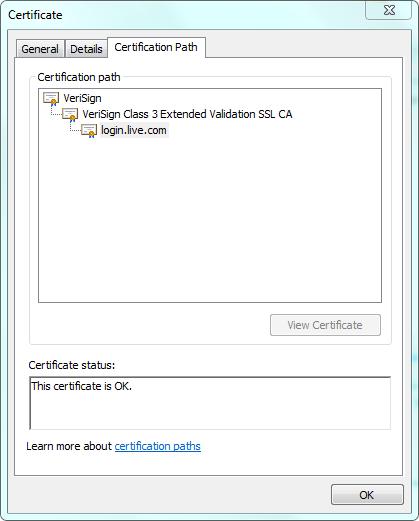 Certificate
General Details Certification Path
Certification path
VeriSign
VeriSign Class 3 Extended Validation SSL CA
login.live.com
View Certificate
Certificate status:
This certificate is OK.
Learn more about certification paths
OK